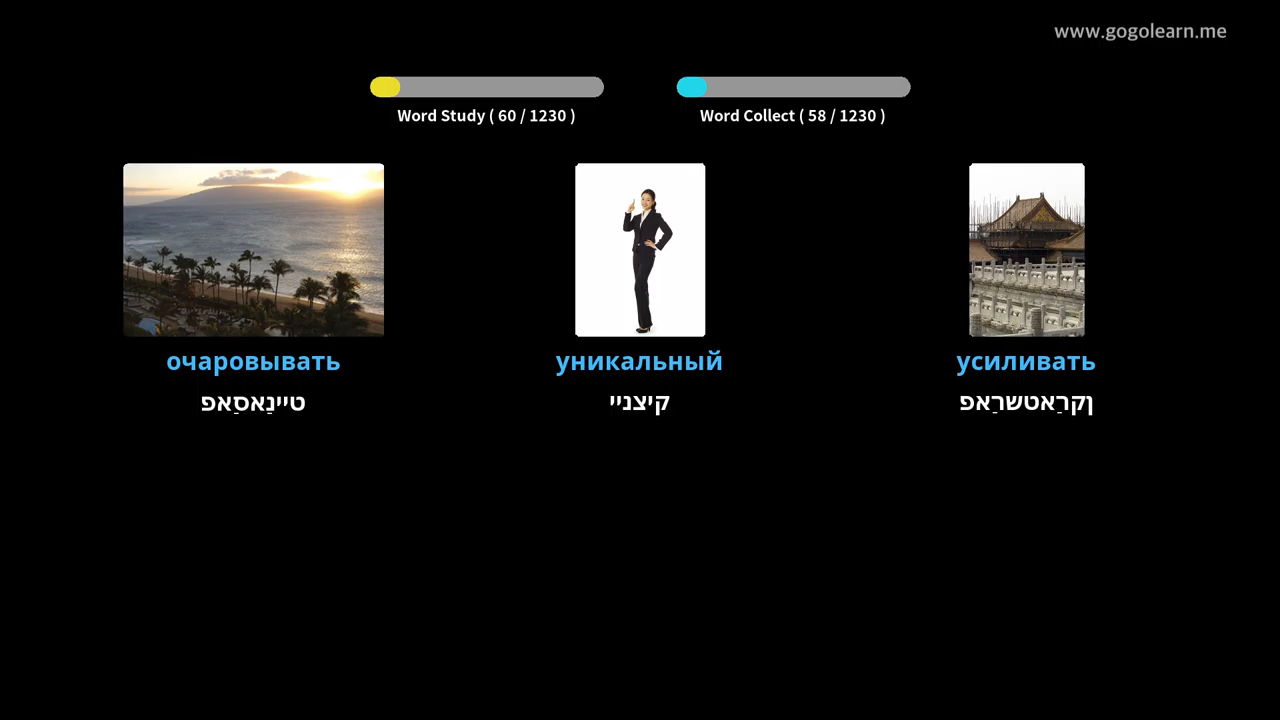 www.gogolearn.me
Word Study ( 60 / 1230 )
Word Collect ( 58 / 1230 )
очаровывать
уникальный
усиливать
טיינַאסַאפ
קיצניי
ןקרַאטשרַאפ